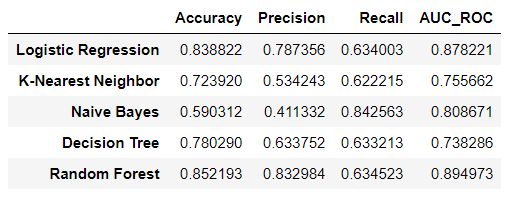 Accuracy Precision Recall AUC_ROC
Logistic Regression 0.838822 0.787356 0.634003 0.878221
K-Nearest Neighbor 0.723920 0.534243 0.622215 0.755662
Naive Bayes 0.590312 0.411332 0.842563 0.808671
Decision Tree 0.780290 0.633752 0.633213 0.738286
Random Forest 0.852193 0.832984 0.634523 0.894973